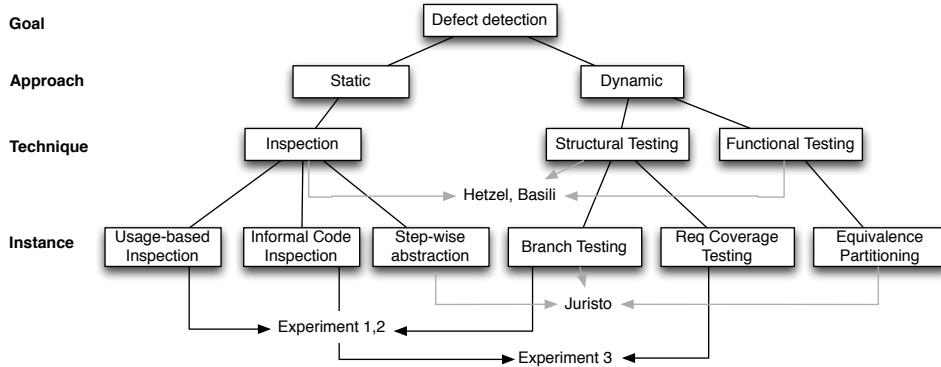 Goal
Defect detection
Approach
Static
Dynamic
Technique
Inspection
Structural Testing
Functional Testing
Hetzel, Basili
Instance
Usage-based
Inspection
Informal Code
Inspection
Step-wise
abstraction
Branch Testing
Req Coverage
Testing
Equivalence
Partitioning
Juristo
Experiment 1,2
Experiment 3